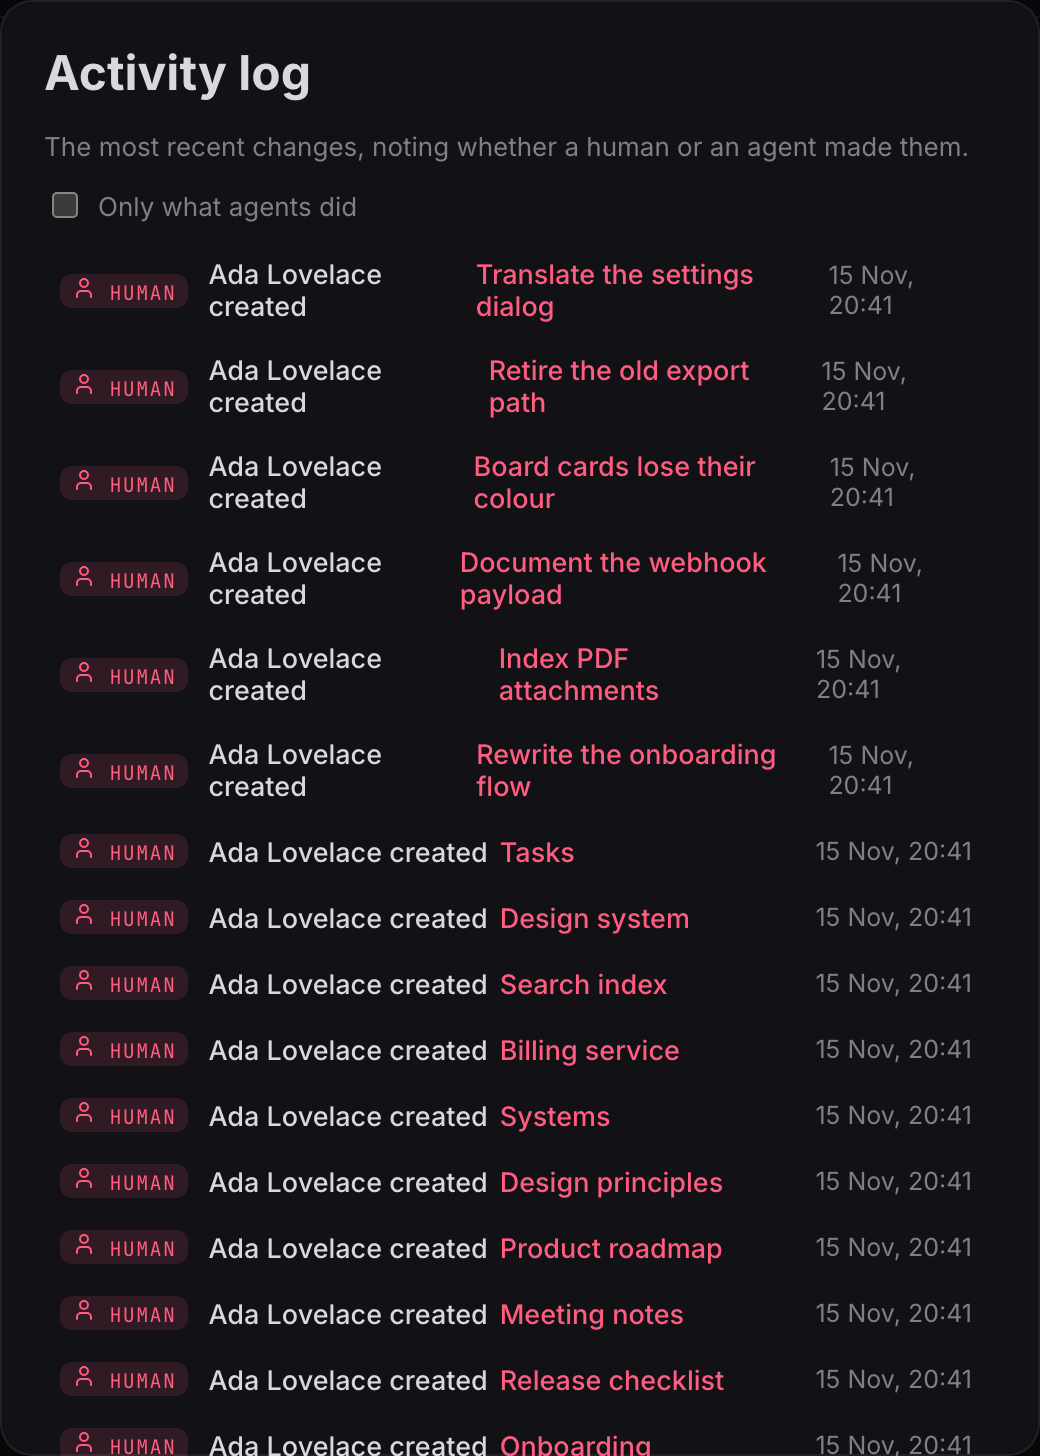 Activity log
The most recent changes, noting whether a human or an agent made them.
Only what agents did
HUMAN Ada Lovelace created Translate the settings dialog 15 Nov, 20:41
HUMAN Ada Lovelace created Retire the old export path 15 Nov, 20:41
HUMAN Ada Lovelace created Board cards lose their colour 15 Nov, 20:41
HUMAN Ada Lovelace created Document the webhook payload 15 Nov, 20:41
HUMAN Ada Lovelace created Index PDF attachments 15 Nov, 20:41
HUMAN Ada Lovelace created Rewrite the onboarding flow 15 Nov, 20:41
HUMAN Ada Lovelace created Tasks 15 Nov, 20:41
HUMAN Ada Lovelace created Design system 15 Nov, 20:41
HUMAN Ada Lovelace created Search index 15 Nov, 20:41
HUMAN Ada Lovelace created Billing service 15 Nov, 20:41
HUMAN Ada Lovelace created Systems 15 Nov, 20:41
HUMAN Ada Lovelace created Design principles 15 Nov, 20:41
HUMAN Ada Lovelace created Product roadmap 15 Nov, 20:41
HUMAN Ada Lovelace created Meeting notes 15 Nov, 20:41
HUMAN Ada Lovelace created Release checklist 15 Nov, 20:41
HUMAN Ada Lovelace created Onboarding 15 Nov, 20:41